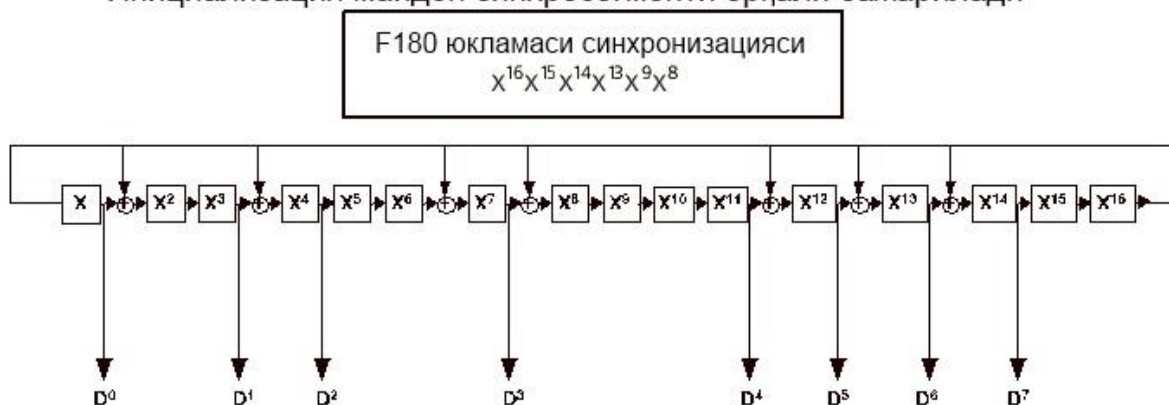 F180 юкламаси синхронизацияси
X¹⁶X¹⁵X¹⁴X¹³X⁹X⁸
X X² X³ X⁴ X⁵ X⁶ X⁷ X⁸ X⁹ X¹⁰ X¹¹ X¹² X¹³ X¹⁴ X¹⁵ X¹⁶
D⁰ D¹ D² D³ D⁴ D⁵ D⁶ D⁷